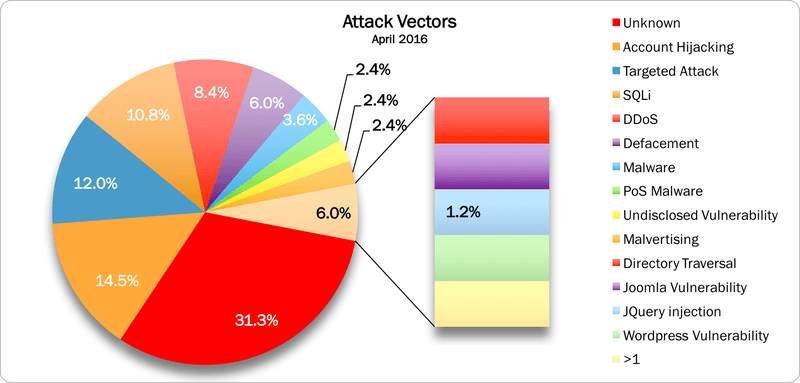 Attack Vectors
April 2016
31.3%
14.5%
12.0%
10.8%
8.4%
6.0%
3.6%
2.4%
2.4%
2.4%
6.0%
1.2%
Unknown
Account Hijacking
Targeted Attack
SQLi
DDoS
Defacement
Malware
PoS Malware
Undisclosed Vulnerability
Malvertising
Directory Traversal
Joomla Vulnerability
JQuery injection
Wordpress Vulnerability
>1